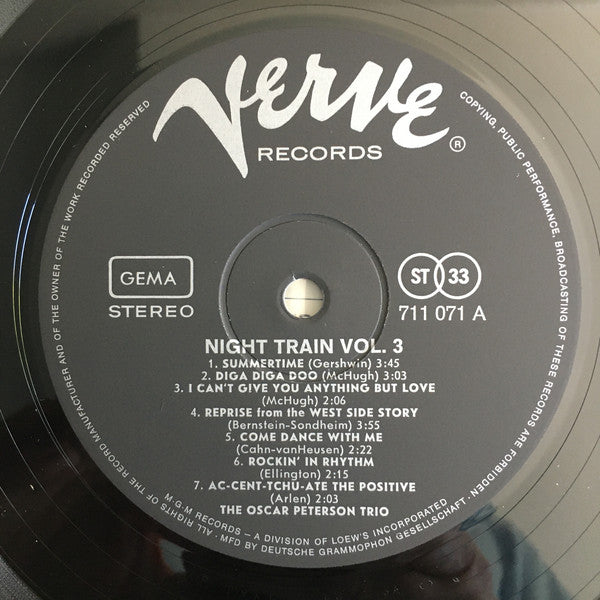 Verve
RECORDS ®
GEMA
STEREO
ST 33
711 071 A
NIGHT TRAIN VOL. 3
1. SUMMERTIME (Gershwin) 3:45
2. DIGA DIGA DOO (McHugh) 3:03
3. I CAN'T GIVE YOU ANYTHING BUT LOVE
(McHugh) 2:06
4. REPRISE from the WEST SIDE STORY
(Bernstein-Sondheim) 3:55
5. COME DANCE WITH ME
(Cahn-vanHeusen) 2:22
6. ROCKIN' IN RHYTHM
(Ellington) 2:15
7. AC-CENT-TCHU-ATE THE POSITIVE
(Arlen) 2:03
THE OSCAR PETERSON TRIO
M·G·M RECORDS – A DIVISION OF LOEW'S INCORPORATED
ALL RIGHTS OF THE RECORD MANUFACTURER AND OF THE OWNER OF THE WORK RECORDED RESERVED
COPYING, PUBLIC PERFORMANCE, BROADCASTING OF THESE RECORDS ARE FORBIDDEN
· MFD BY DEUTSCHE GRAMMOPHON GESELLSCHAFT ·